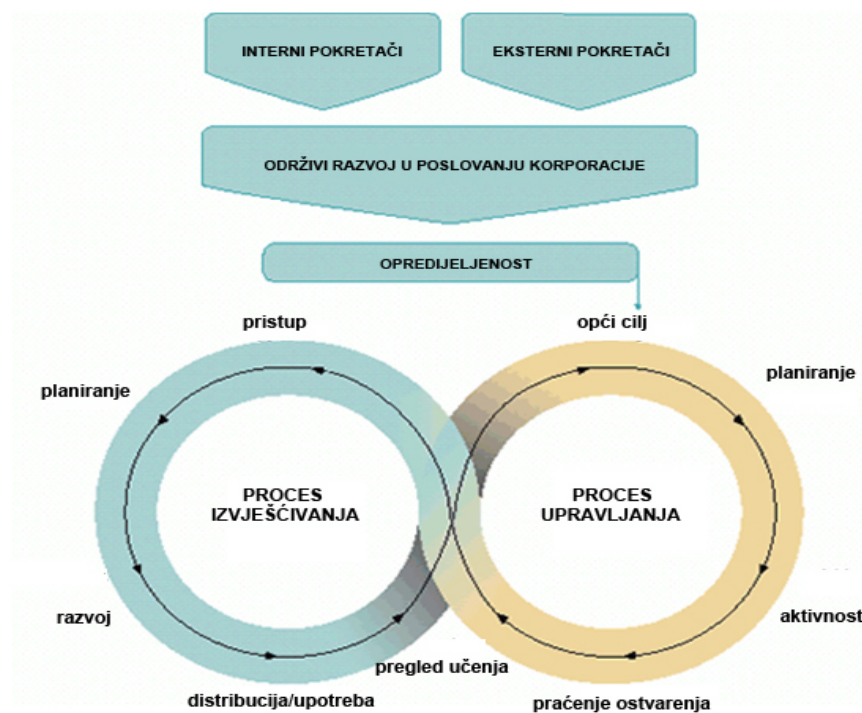 INTERNI POKRETAČI
EKSTERNI POKRETAČI
ODRŽIVI RAZVOJ U POSLOVANJU KORPORACIJE
OPREDIJELJENOST
pristup
opći cilj
planiranje
planiranje
PROCES
IZVJEŠĆIVANJA
PROCES
UPRAVLJANJA
razvoj
aktivnost
pregled učenja
distribucija/upotreba
praćenje ostvarenja